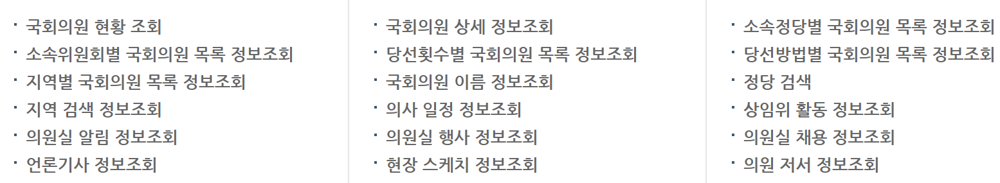 국회의원 현황 조회
국회의원 상세 정보조회
소속정당별 국회의원 목록 정보조회
소속위원회별 국회의원 목록 정보조회
당선횟수별 국회의원 목록 정보조회
당선방법별 국회의원 목록 정보조회
지역별 국회의원 목록 정보조회
국회의원 이름 정보조회
정당 검색
지역 검색 정보조회
의사 일정 정보조회
상임위 활동 정보조회
의원실 알림 정보조회
의원실 행사 정보조회
의원실 채용 정보조회
언론기사 정보조회
현장 스케치 정보조회
의원 저서 정보조회